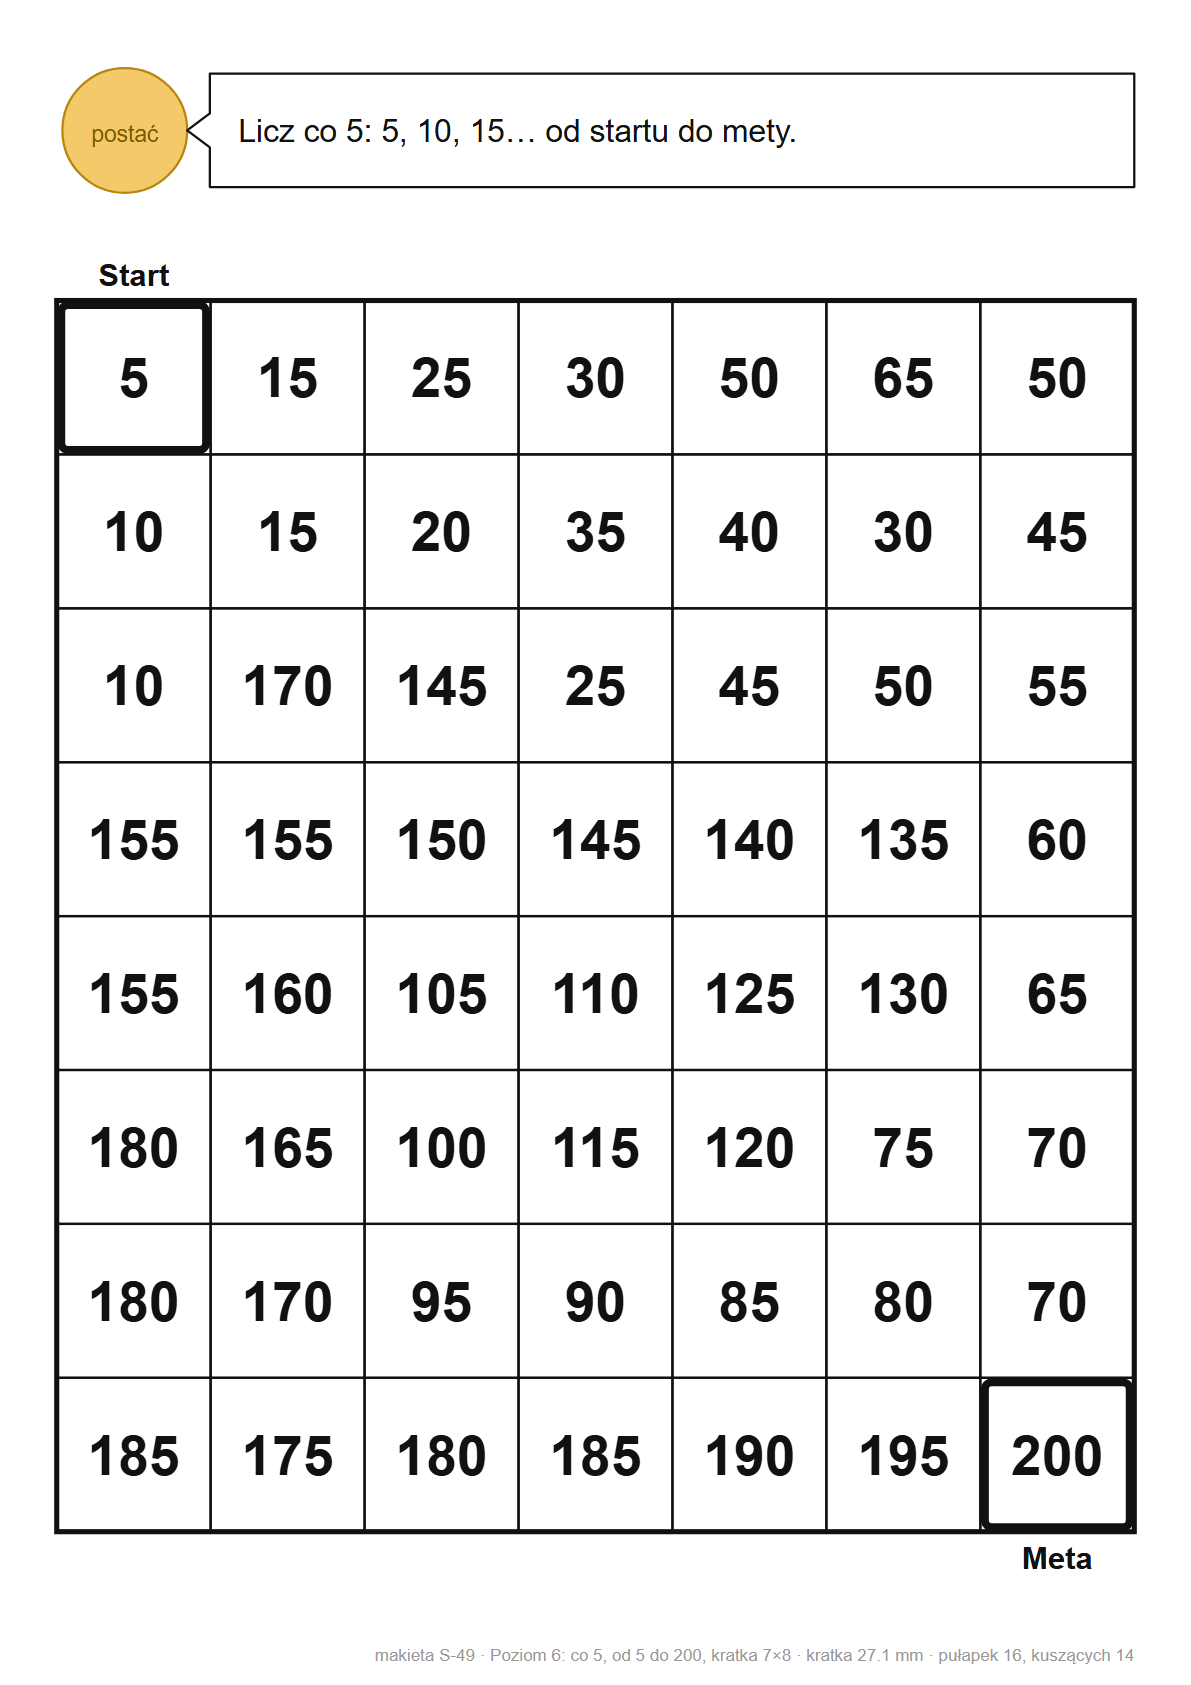 postać
Licz co 5: 5, 10, 15… od startu do mety.
Start
5 15 25 30 50 65 50
10 15 20 35 40 30 45
10 170 145 25 45 50 55
155 155 150 145 140 135 60
155 160 105 110 125 130 65
180 165 100 115 120 75 70
180 170 95 90 85 80 70
185 175 180 185 190 195 200
Meta
makieta S-49 · Poziom 6: co 5, od 5 do 200, kratka 7×8 · kratka 27.1 mm · pułapek 16, kuszących 14